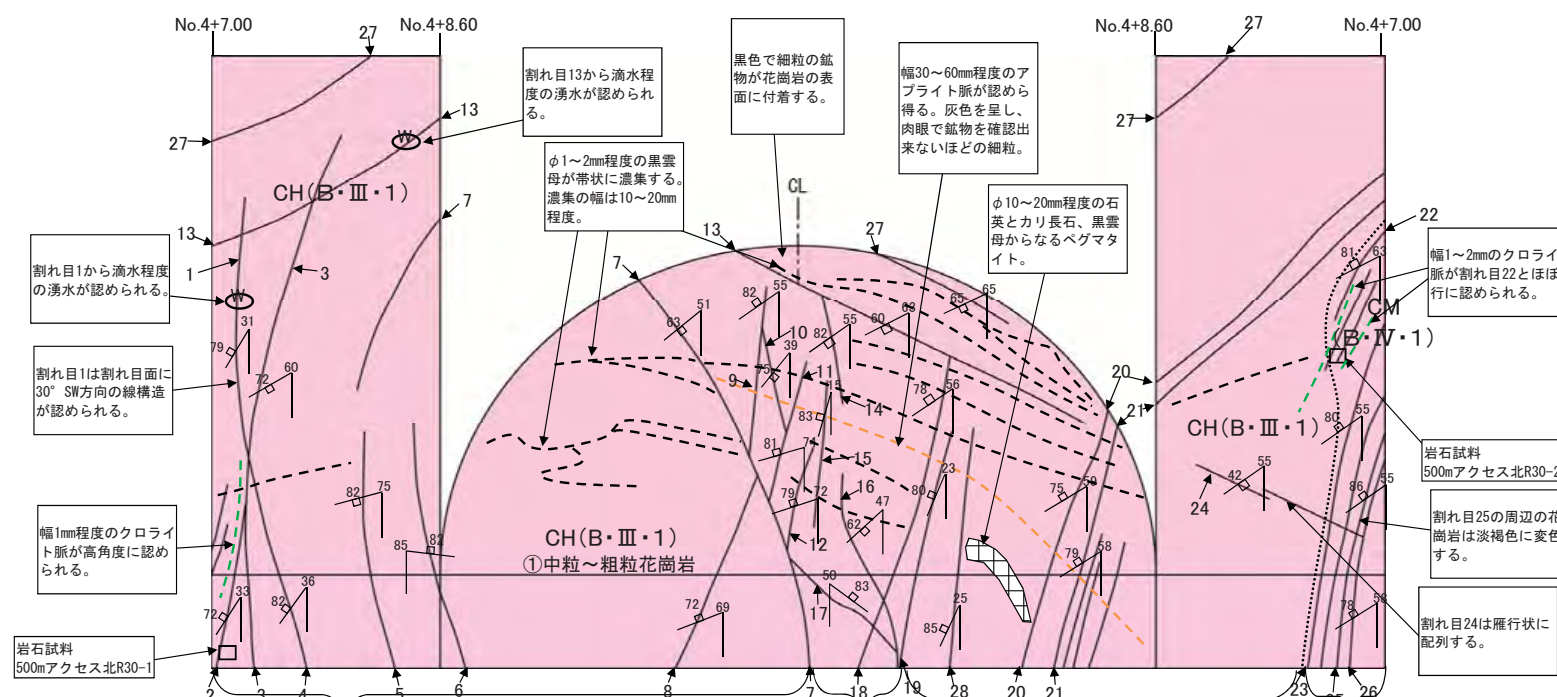 No.4+7.00
27
No.4+8.60
No.4+8.60
27
No.4+7.00
割れ目13から滴水程
度の湧水が認められ
る。
黒色で細粒の鉱
物が花崗岩の表
面に付着する。
幅30~60mm程度のア
プライト脈が認めら
れ得る。灰色を呈し、
肉眼で鉱物を確認出
来ないほどの細粒。
13
27
W
27
φ1~2mm程度の黒雲
母が帯状に濃集する。
濃集の幅は10~20mm
程度。
CH(B・Ⅲ・1)
7
CL
φ10~20mm程度の石
英とカリ長石、黒雲
母からなるペグマタ
イト。
13
13
27
22
割れ目1から滴水程度
の湧水が認められる。
1
3
7
幅1~2mmのクロライ
脈が割れ目22とほぼ
行に認められる。
81
63
W
CM
(B・Ⅳ・1)
31
79
60
72
割れ目1は割れ目面に
30°SW方向の線構造
が認められる。
51
63
82
55
10
39
75
9
11
82
55
60
68
65
65
15
83
14
78
56
20
21
CH(B・Ⅲ・1)
80
55
81
74
15
16
79
72
47
62
12
80
23
75
59
42
55
24
86
55
岩石試料
500mアクセス北R30-2
82
75
85
82
幅1mm程度のクロライ
ト脈が高角度に認め
られる。
CH(B・Ⅲ・1)
①中粒~粗粒花崗岩
割れ目25の周辺の花
崗岩は淡褐色に変色
する。
79
58
72
33
82
36
72
69
50
83
17
85
25
78
58
割れ目24は雁行状に
配列する。
岩石試料
500mアクセス北R30-1
2
3
4
5
6
8
7
18
19
28
20
21
23
25
26